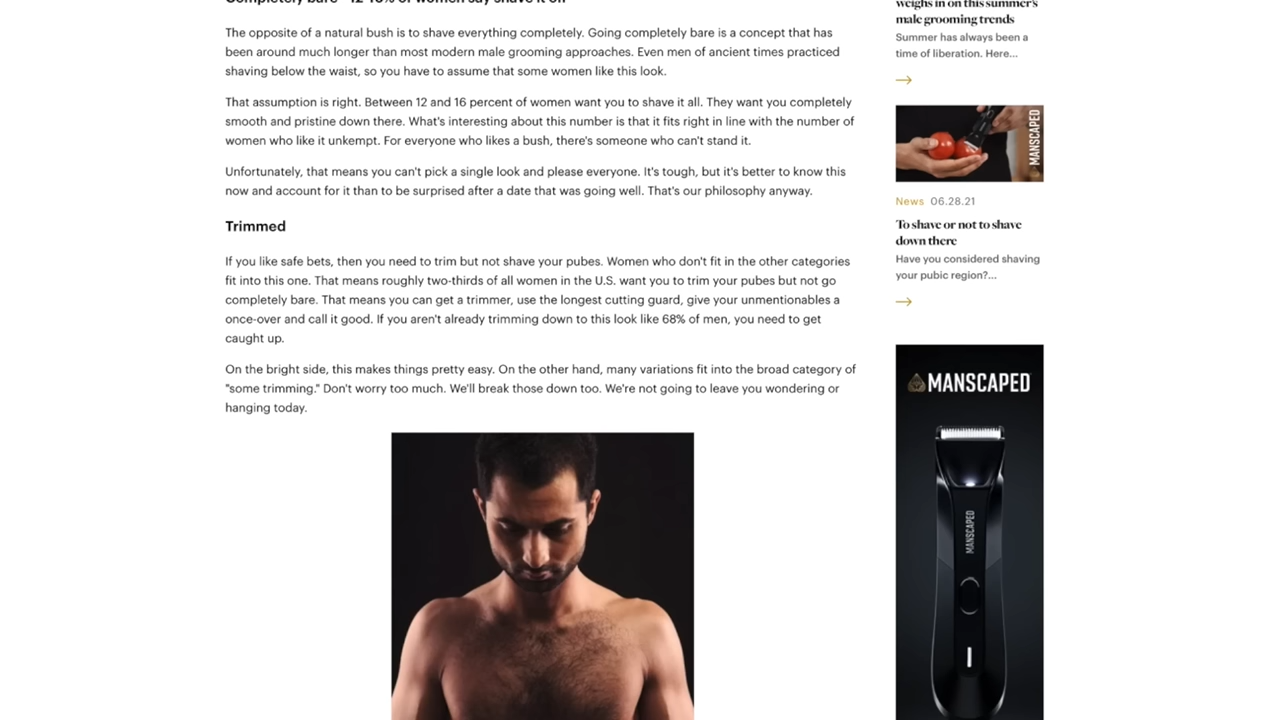 The opposite of a natural bush is to shave everything completely. Going completely bare is a concept that has
been around much longer than most modern male grooming approaches. Even men of ancient times practiced
shaving below the waist, so you have to assume that some women like this look.
That assumption is right. Between 12 and 16 percent of women want you to shave it all. They want you completely
smooth and pristine down there. What's interesting about this number is that it fits right in line with the number of
women who like it unkempt. For everyone who likes a bush, there's someone who can't stand it.
Unfortunately, that means you can't pick a single look and please everyone. It's tough, but it's better to know this
now and account for it than to be surprised after a date that was going well. That's our philosophy anyway.
Trimmed
If you like safe bets, then you need to trim but not shave your pubes. Women who don't fit in the other categories
fit into this one. That means roughly two-thirds of all women in the U.S. want you to trim your pubes but not go
completely bare. That means you can get a trimmer, use the longest cutting guard, give your unmentionables a
once-over and call it good. If you aren't already trimming down to this look like 68% of men, you need to get
caught up.
On the bright side, this makes things pretty easy. On the other hand, many variations fit into the broad category of
"some trimming." Don't worry too much. We'll break those down too. We're not going to leave you wondering or
hanging today.
weighs in on this summer's
male grooming trends
Summer has always been a
time of liberation. Here...
MANSCAPED
News 06.28.21
To shave or not to shave
down there
Have you considered shaving
your pubic region?...
MANSCAPED
MANSCAPED